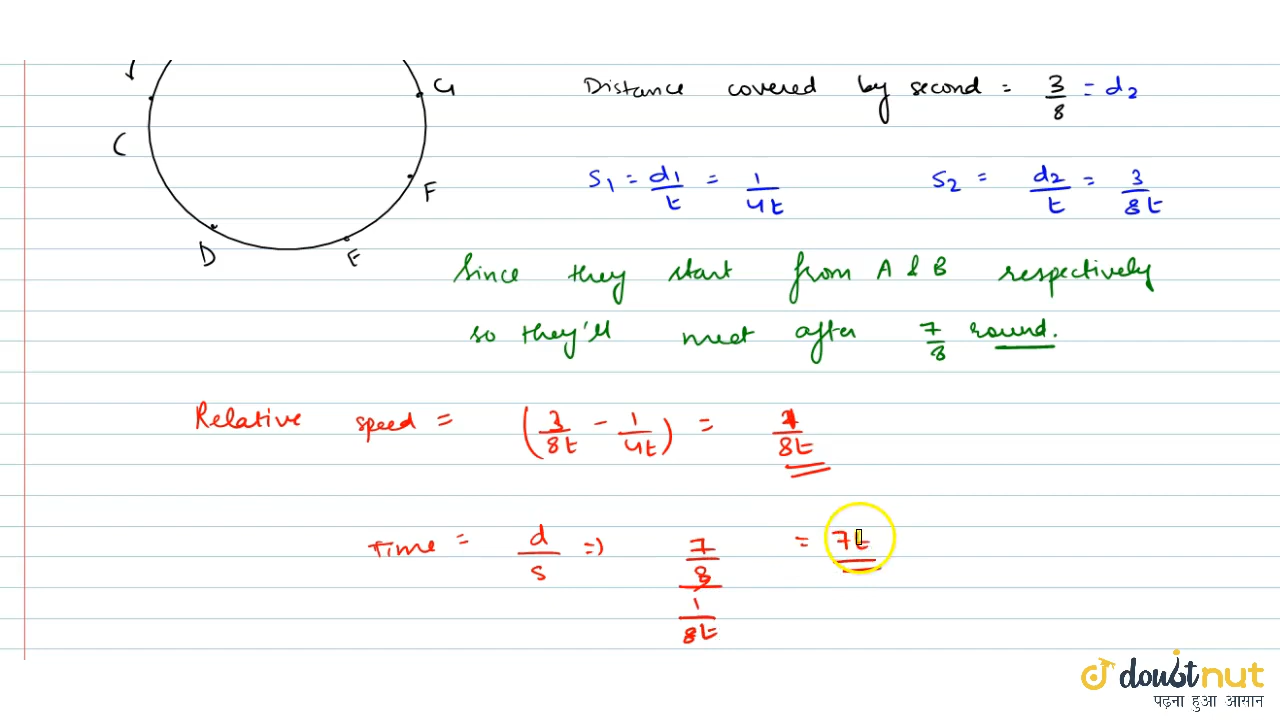 G
Distance covered by second = 3/8 = d2
C
S1 = d1/t = 1/4t
S2 = d2/t = 3/8t
F
D
E
Since they start from A & B respectively
so they'll meet after 7/8 round.
Relative speed = (3/8t - 1/4t) = 1/8t
Time = d/s => 7/8 / 1/8t = 7t
doubtnut
पढ़ना हुआ आसान